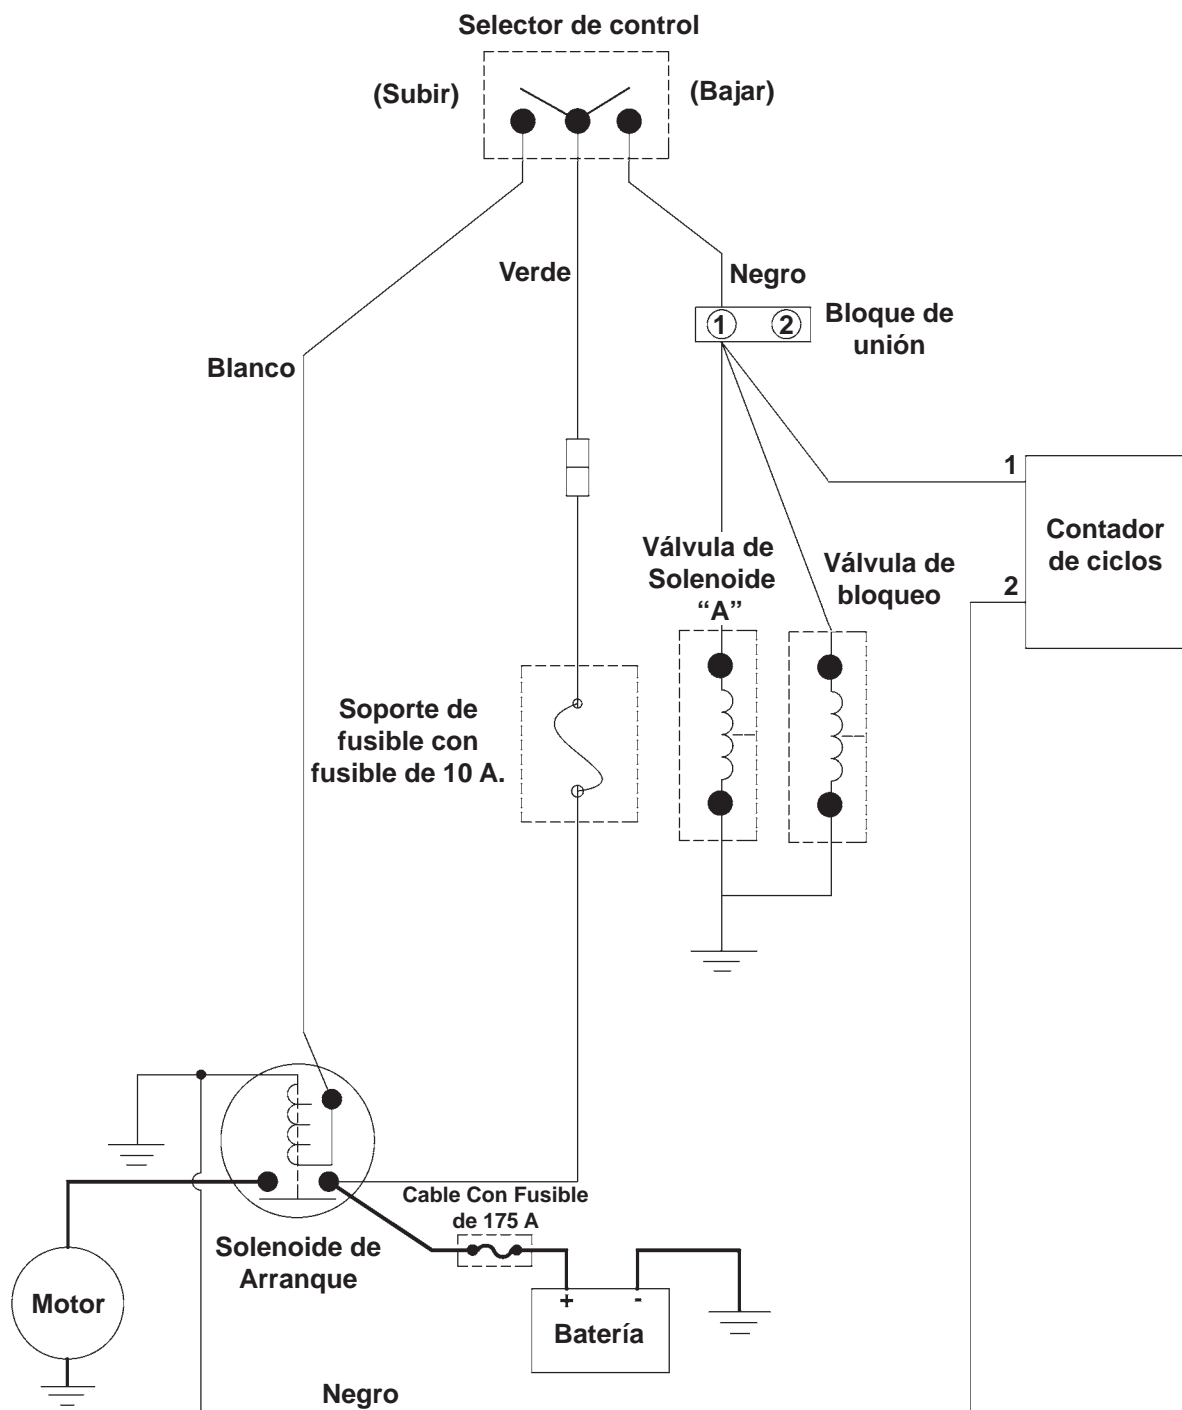 Selector de control
(Subir)
(Bajar)
Verde
Negro
1
2
Bloque de
unión
Blanco
1
Contador
de ciclos
2
Válvula de
Solenoide
“A”
Válvula de
bloqueo
Soporte de
fusible con
fusible de 10 A.
Cable Con Fusible
de 175 A
Solenoide de
Arranque
Motor
+
-
Batería
Negro